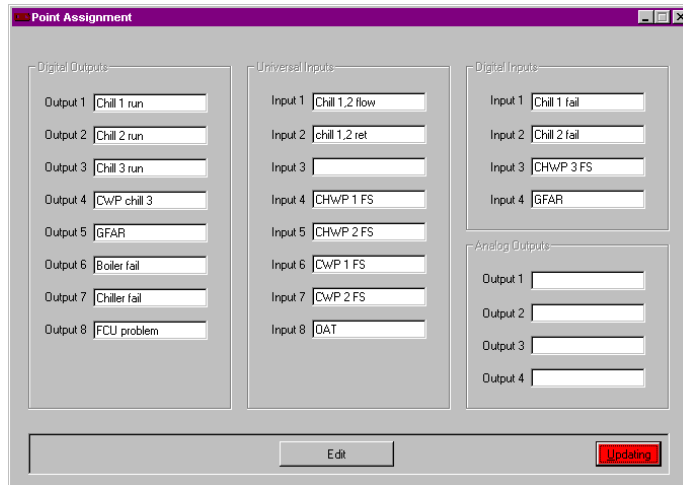 Point Assignment
Digital Outputs
Output 1 Chill 1 run
Output 2 Chill 2 run
Output 3 Chill 3 run
Output 4 CWP chill 3
Output 5 GFAR
Output 6 Boiler fail
Output 7 Chiller fail
Output 8 FCU problem
Universal Inputs
Input 1 Chill 1,2 flow
Input 2 chill 1,2 ret
Input 3
Input 4 CHWP 1 FS
Input 5 CHWP 2 FS
Input 6 CWP 1 FS
Input 7 CWP 2 FS
Input 8 OAT
Digital Inputs
Input 1 Chill 1 fail
Input 2 Chill 2 fail
Input 3 CHWP 3 FS
Input 4 GFAR
Analog Outputs
Output 1
Output 2
Output 3
Output 4
Edit
Updating